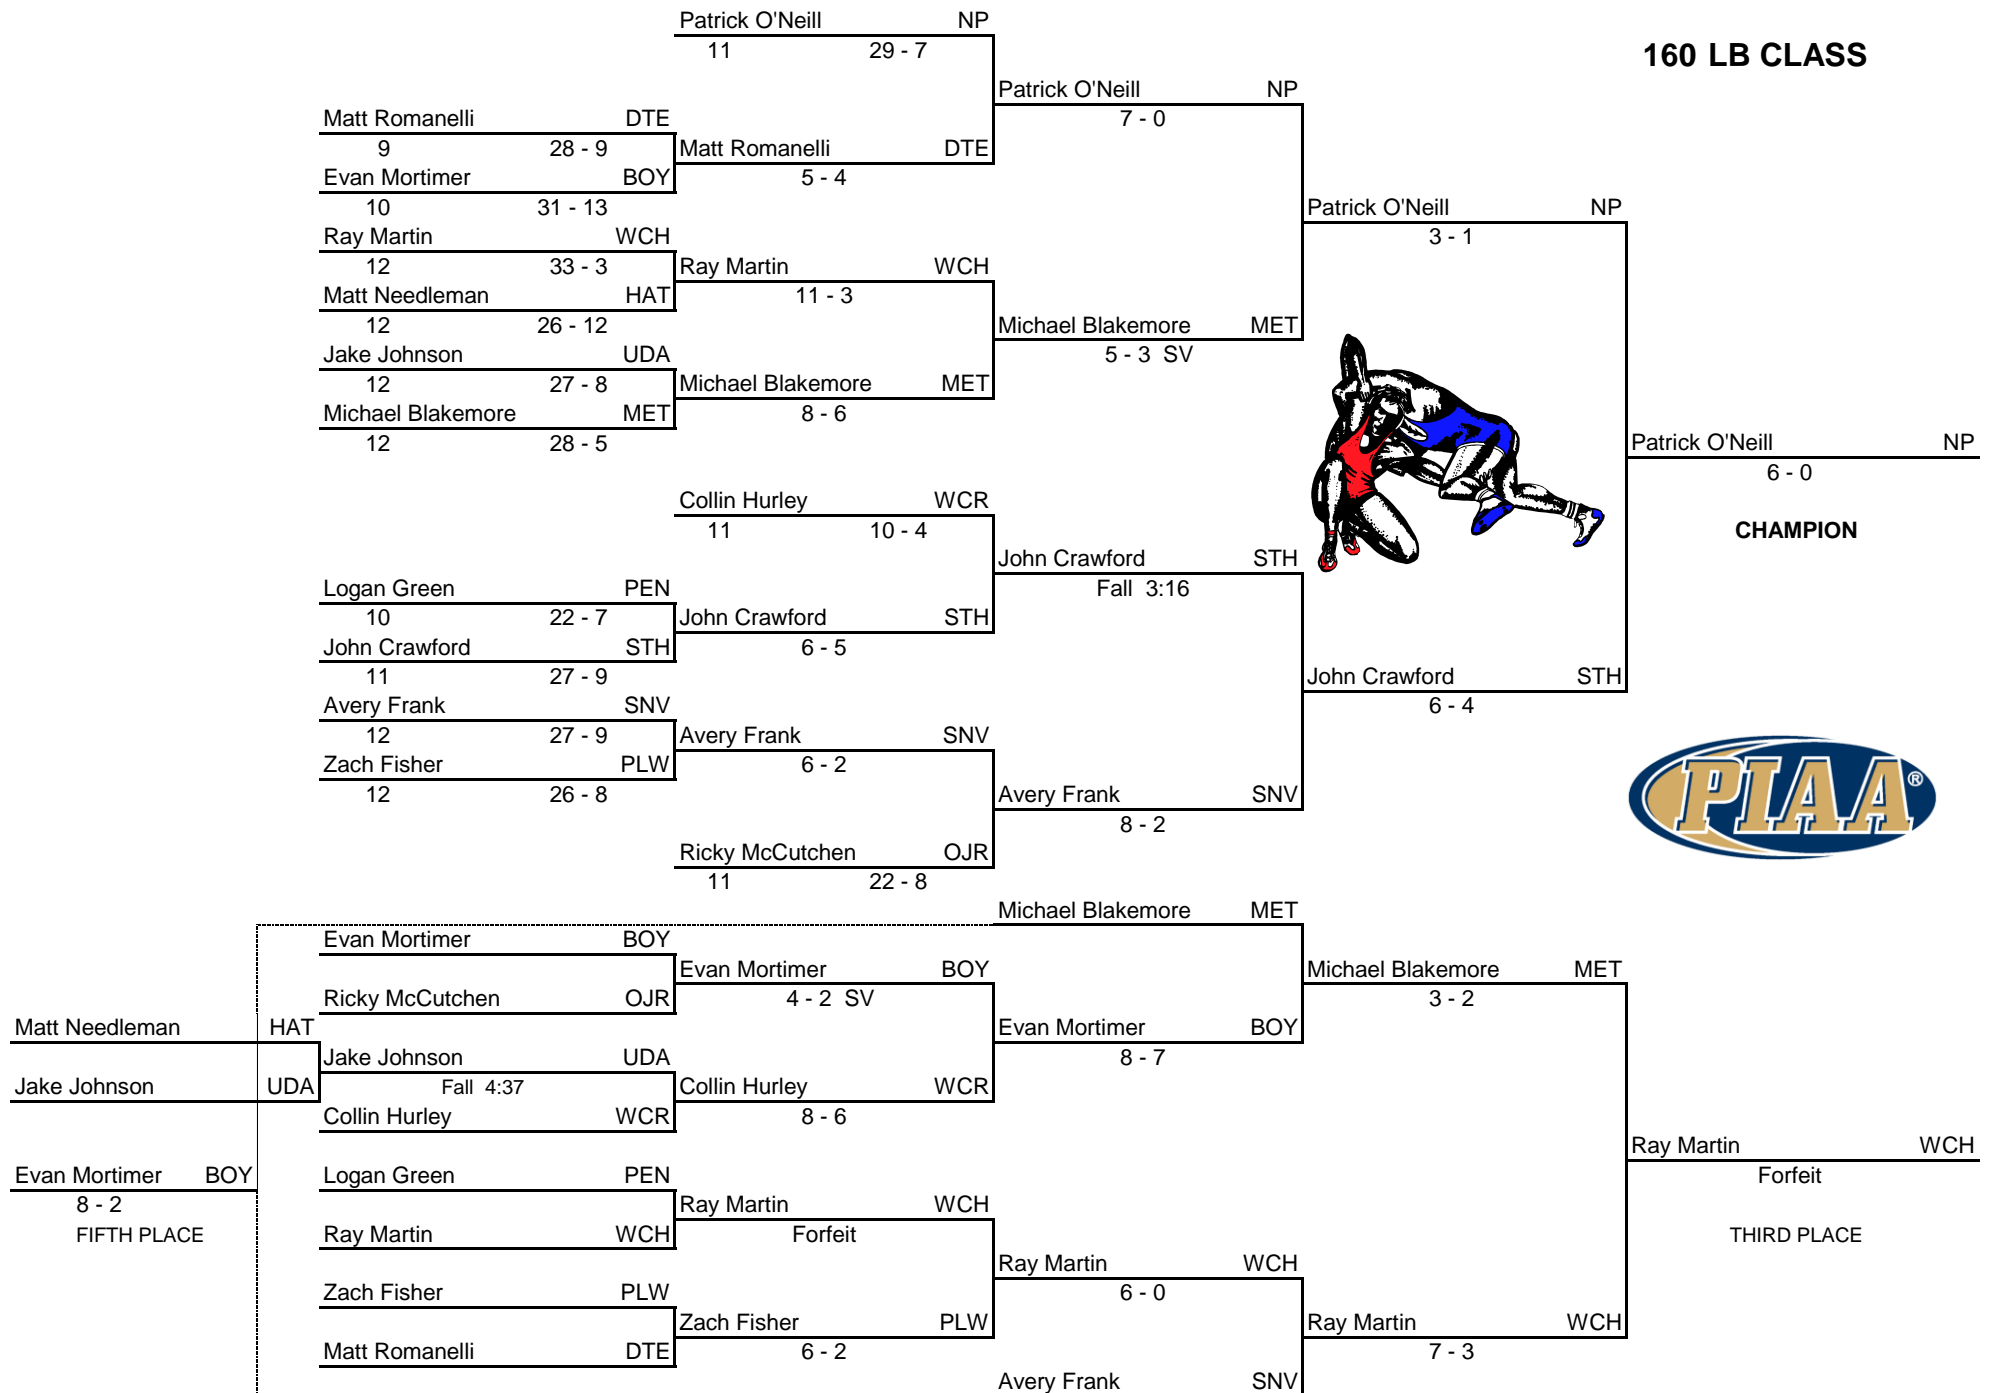 Patrick O'Neill NP
11 29 - 7
160 LB CLASS
Patrick O'Neill NP
7 - 0
Matt Romanelli DTE
9 28 - 9
Matt Romanelli DTE
5 - 4
Evan Mortimer BOY
10 31 - 13
Patrick O'Neill NP
3 - 1
Ray Martin WCH
12 33 - 3
Ray Martin WCH
11 - 3
Matt Needleman HAT
12 26 - 12
Michael Blakemore MET
5 - 3 SV
Jake Johnson UDA
12 27 - 8
Michael Blakemore MET
8 - 6
Michael Blakemore MET
12 28 - 5
Patrick O'Neill NP
6 - 0
CHAMPION
Collin Hurley WCR
11 10 - 4
John Crawford STH
Fall 3:16
Logan Green PEN
10 22 - 7
John Crawford STH
6 - 5
John Crawford STH
11 27 - 9
John Crawford STH
6 - 4
Avery Frank SNV
12 27 - 9
Avery Frank SNV
6 - 2
Zach Fisher PLW
12 26 - 8
Avery Frank SNV
8 - 2
PIAA®
Ricky McCutchen OJR
11 22 - 8
Michael Blakemore MET
Evan Mortimer BOY
Evan Mortimer BOY
4 - 2 SV
Michael Blakemore MET
3 - 2
Ricky McCutchen OJR
Matt Needleman HAT
Evan Mortimer BOY
8 - 7
Jake Johnson UDA
Fall 4:37
Jake Johnson UDA
Collin Hurley WCR
8 - 6
Collin Hurley WCR
Ray Martin WCH
Forfeit
THIRD PLACE
Evan Mortimer BOY
8 - 2
FIFTH PLACE
Logan Green PEN
Ray Martin WCH
Forfeit
Ray Martin WCH
Ray Martin WCH
6 - 0
Zach Fisher PLW
Zach Fisher PLW
6 - 2
Ray Martin WCH
7 - 3
Matt Romanelli DTE
Avery Frank SNV